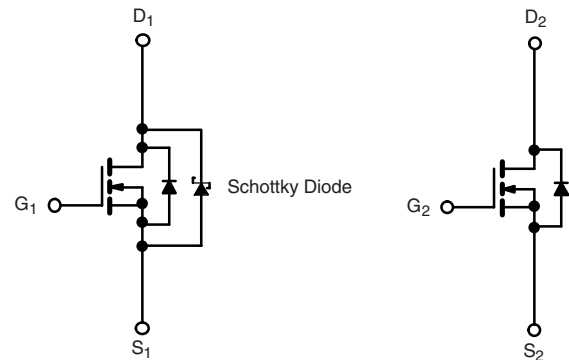 D₁
D₂
G₁
Schottky Diode
G₂
S₁
S₂